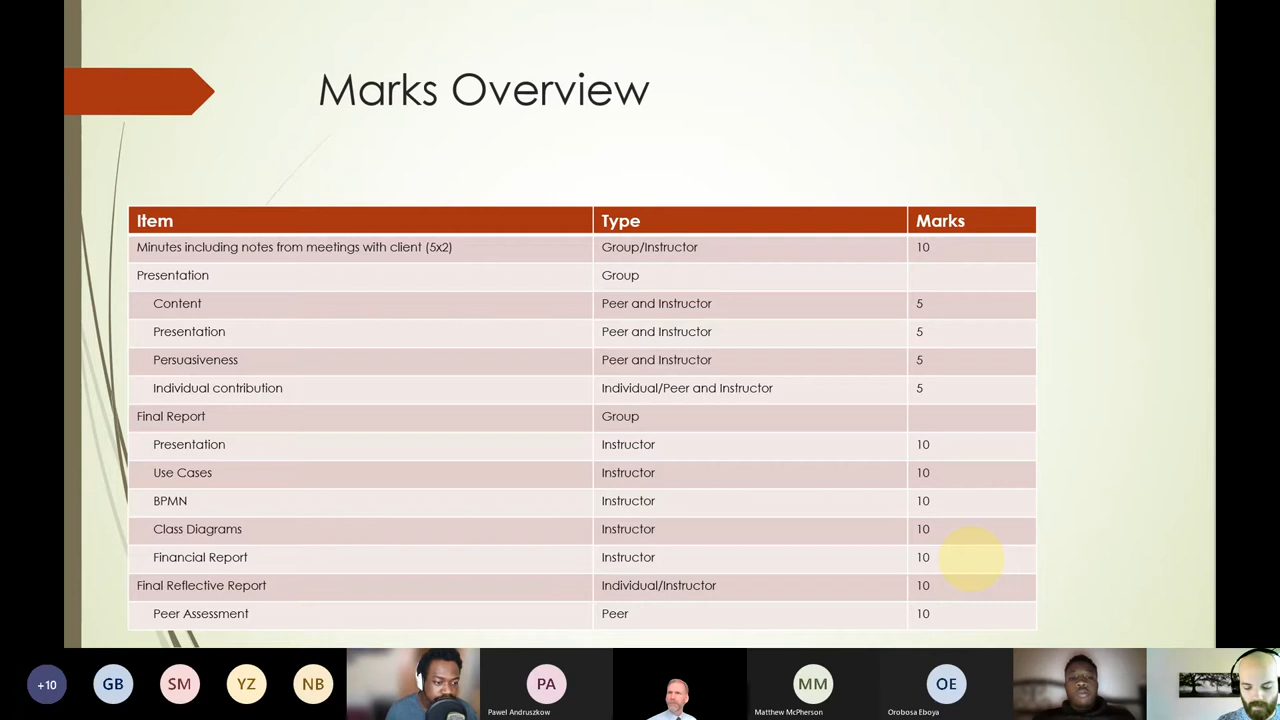 Marks Overview
Item Type Marks
Minutes including notes from meetings with client (5x2) Group/Instructor 10
Presentation Group
Content Peer and Instructor 5
Presentation Peer and Instructor 5
Persuasiveness Peer and Instructor 5
Individual contribution Individual/Peer and Instructor 5
Final Report Group
Presentation Instructor 10
Use Cases Instructor 10
BPMN Instructor 10
Class Diagrams Instructor 10
Financial Report Instructor 10
Final Reflective Report Individual/Instructor 10
Peer Assessment Peer 10
+10 GB SM YZ NB PA MM OE
Pawel Andruszkow Matthew McPherson Orobosa Eboya